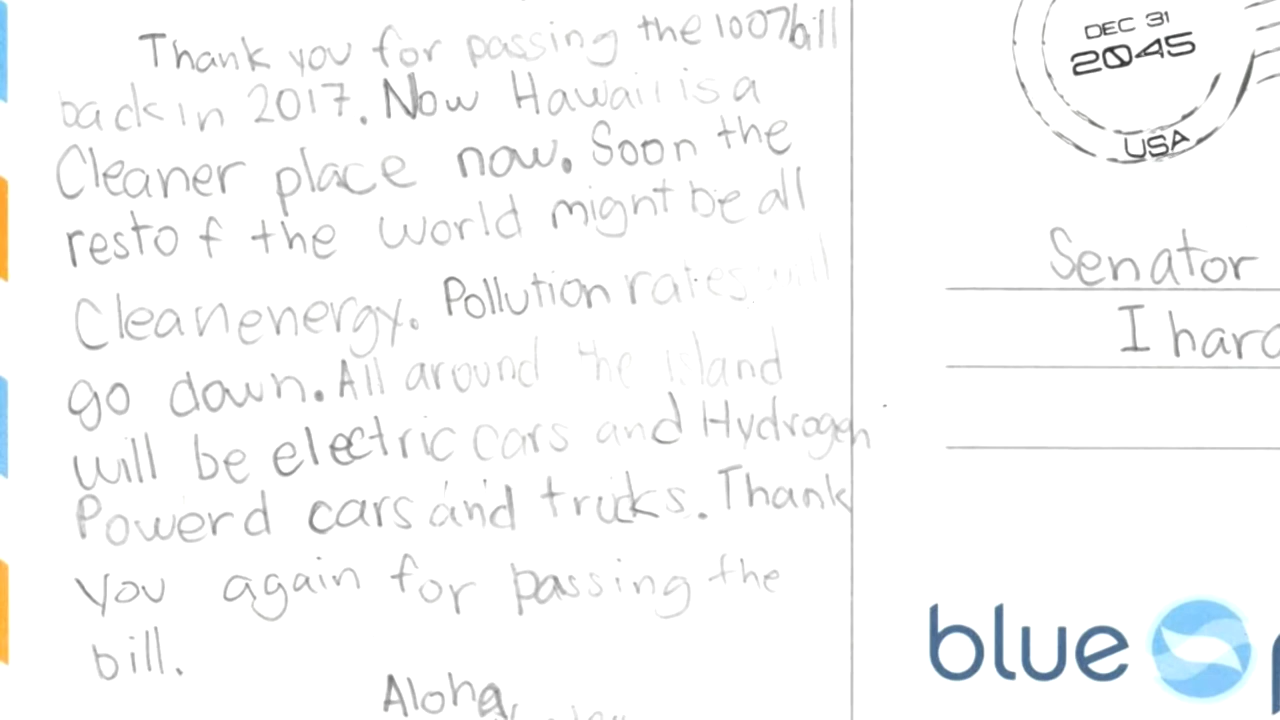 Thank you for passing the 1007bill
back in 2017. Now Hawaii is a
Cleaner place now. Soon the
rest of the world might be all
Clean energy. Pollution rates will
go down. All around the island
will be electric cars and Hydrogen
Powerd cars and trucks. Thank
you again for passing the
bill.
Aloha,
DEC 31
2045
USA
Senator
Ihara
blue